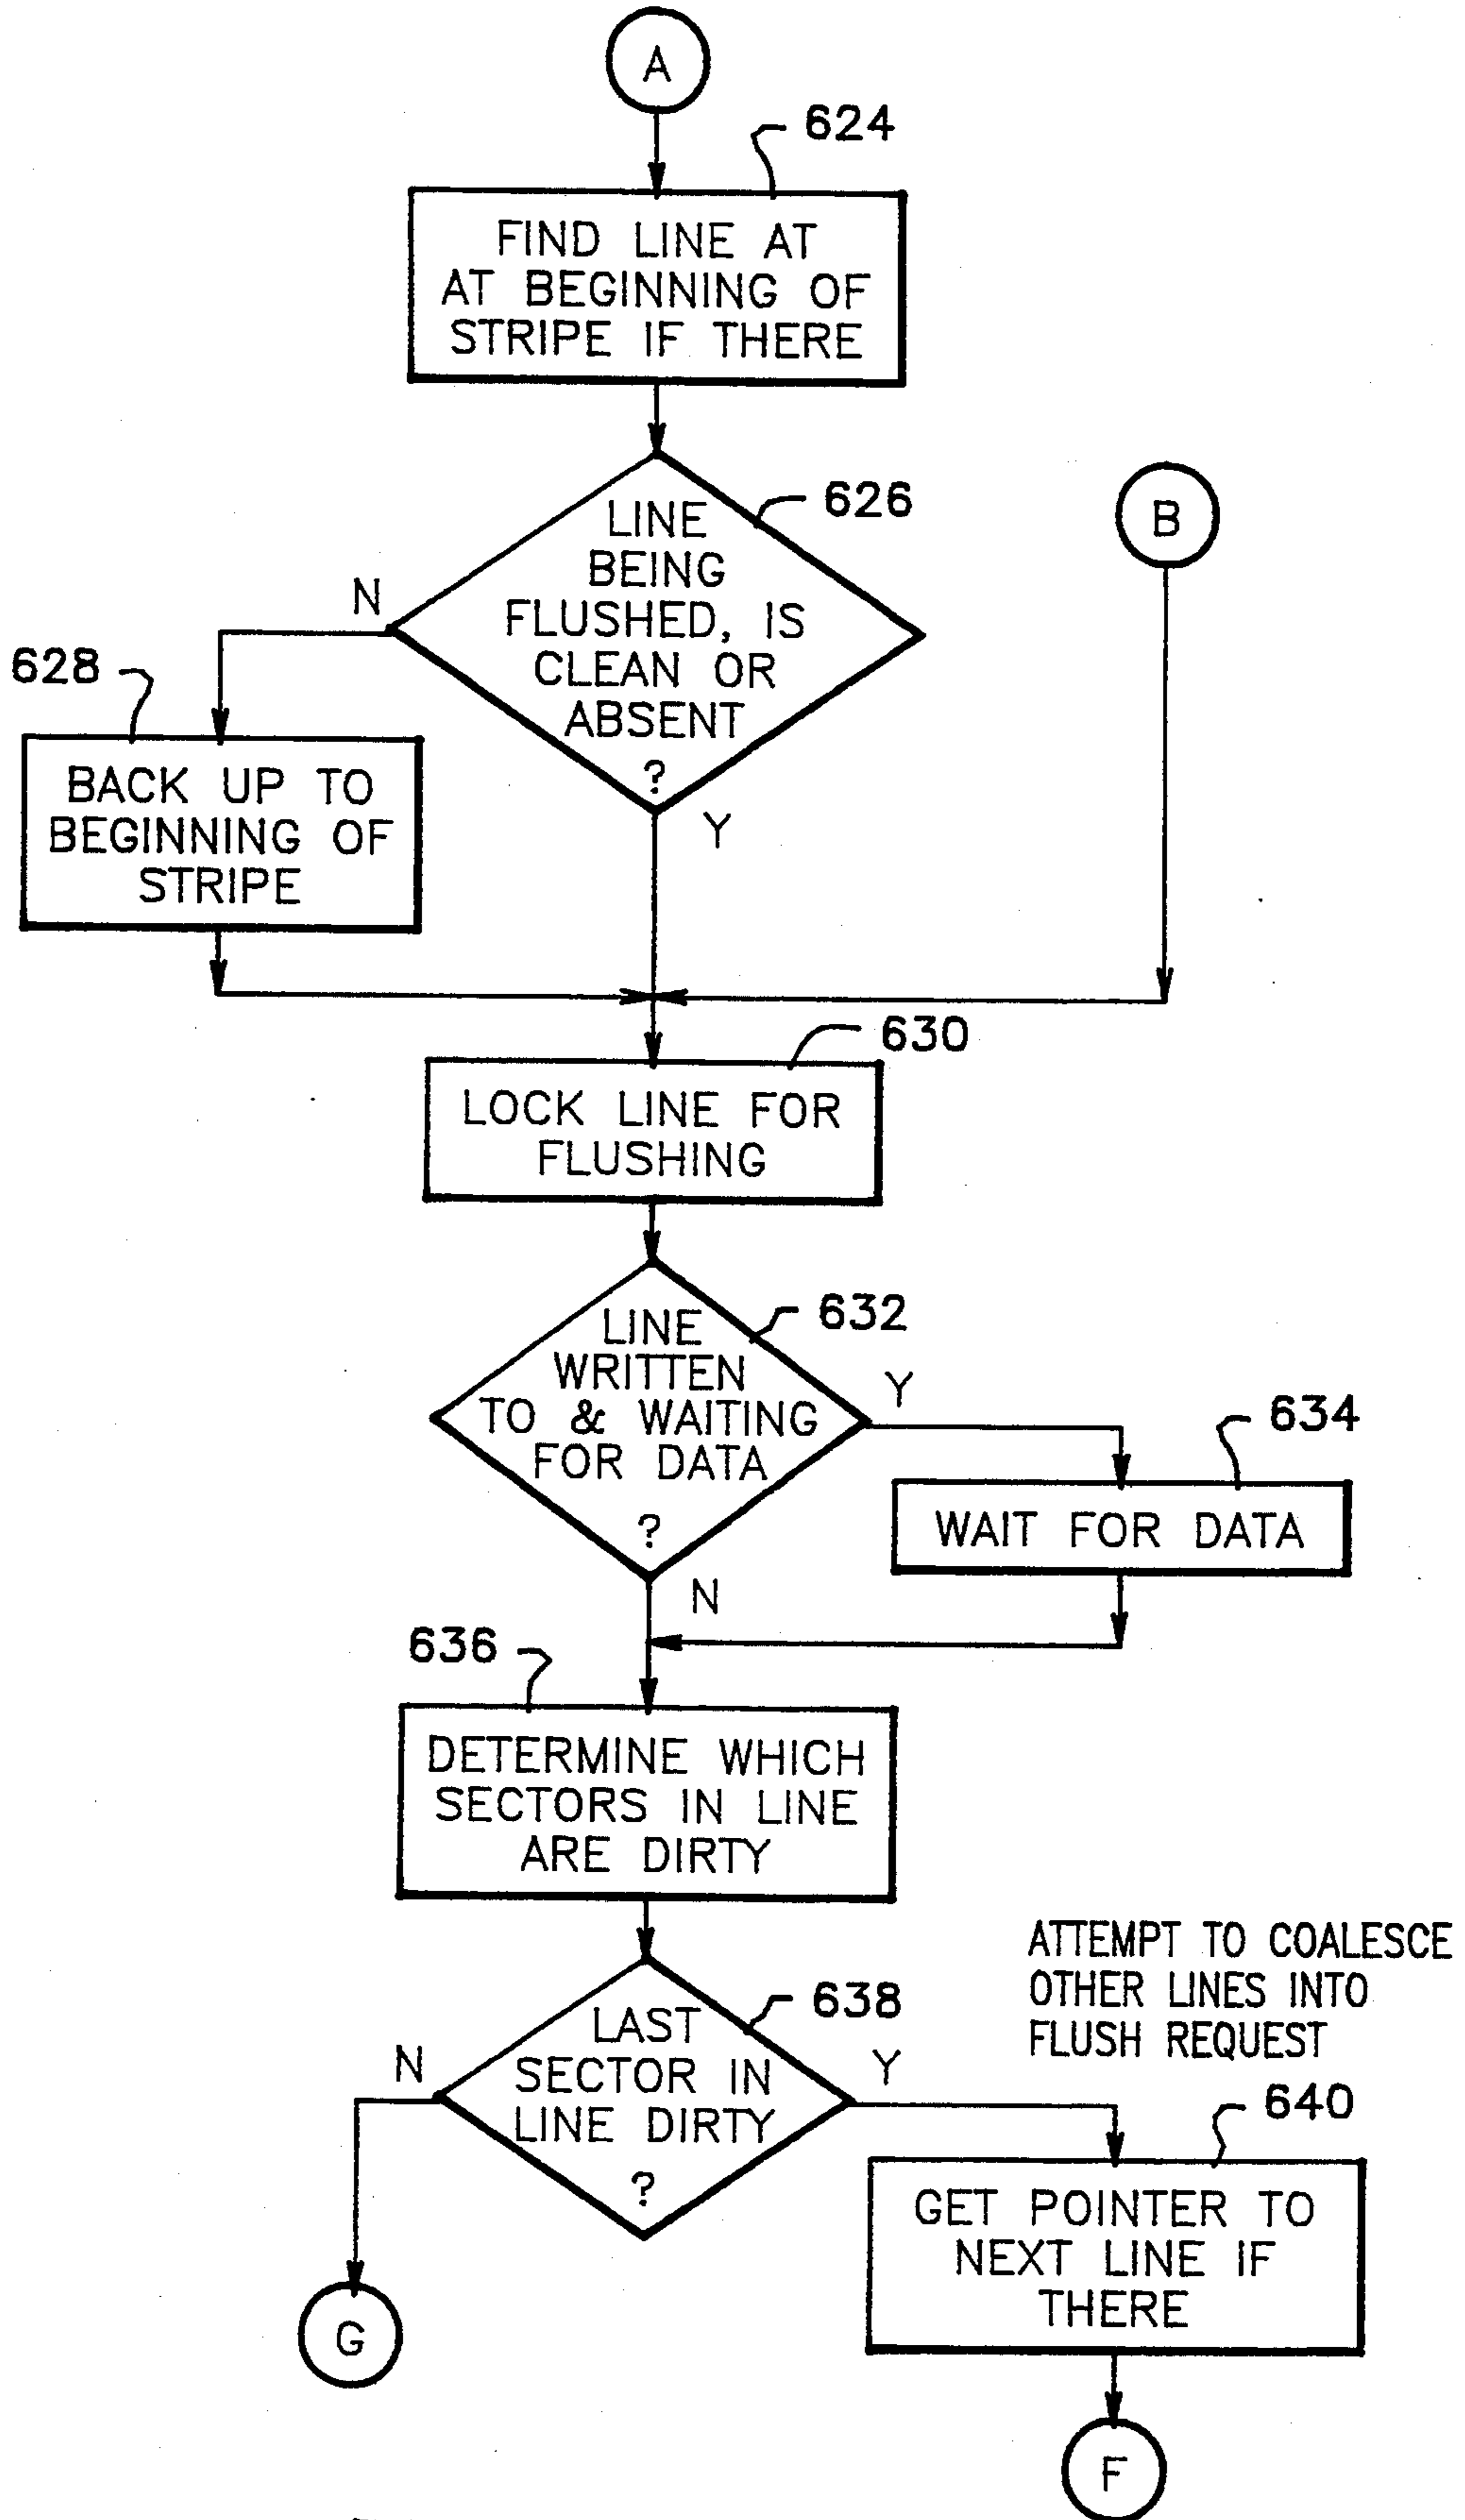 A
624
FIND LINE AT
AT BEGINNING OF
STRIPE IF THERE
626
LINE
BEING
FLUSHED, IS
CLEAN OR
ABSENT
?
B
N
Y
628
BACK UP TO
BEGINNING OF
STRIPE
630
LOCK LINE FOR
FLUSHING
632
LINE
WRITTEN
TO & WAITING
FOR DATA
?
Y
634
WAIT FOR DATA
N
636
DETERMINE WHICH
SECTORS IN LINE
ARE DIRTY
638
LAST
SECTOR IN
LINE DIRTY
?
N
Y
ATTEMPT TO COALESCE
OTHER LINES INTO
FLUSH REQUEST
640
GET POINTER TO
NEXT LINE IF
THERE
G
F